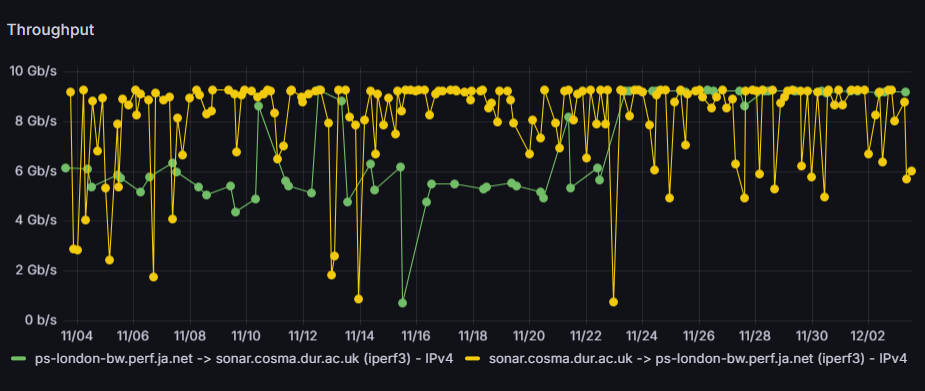 Throughput
10 Gb/s
8 Gb/s
6 Gb/s
4 Gb/s
2 Gb/s
0 b/s
11/04 11/06 11/08 11/10 11/12 11/14 11/16 11/18 11/20 11/22 11/24 11/26 11/28 11/30 12/02
ps-london-bw.perf.ja.net -> sonar.cosma.dur.ac.uk (iperf3) - IPv4 sonar.cosma.dur.ac.uk -> ps-london-bw.perf.ja.net (iperf3) - IPv4